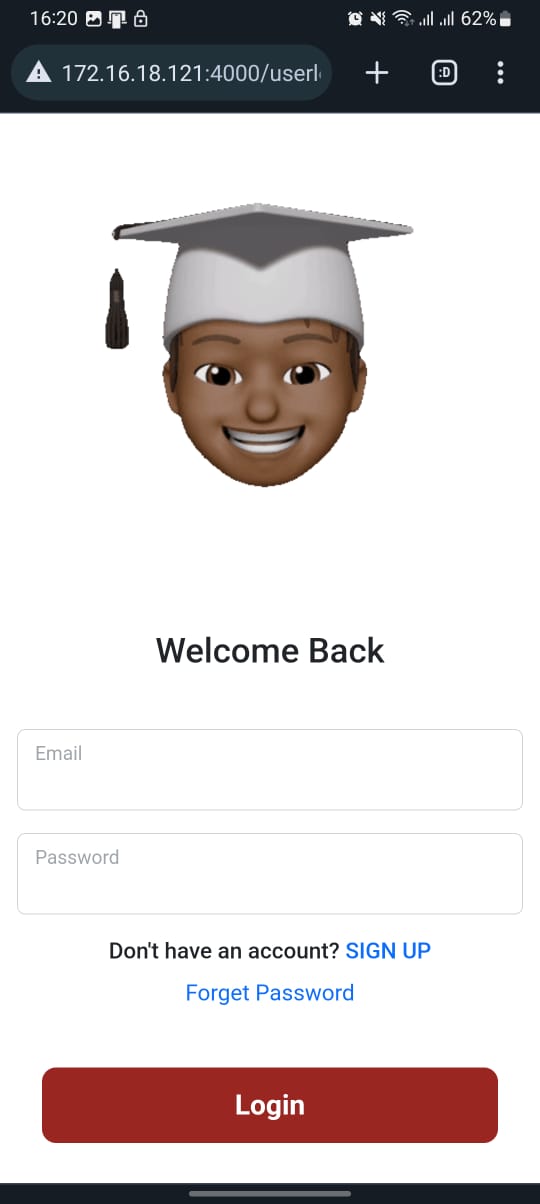 16:20
62%
172.16.18.121:4000/userl
:D
Welcome Back
Email
Password
Don't have an account? SIGN UP
Forget Password
Login